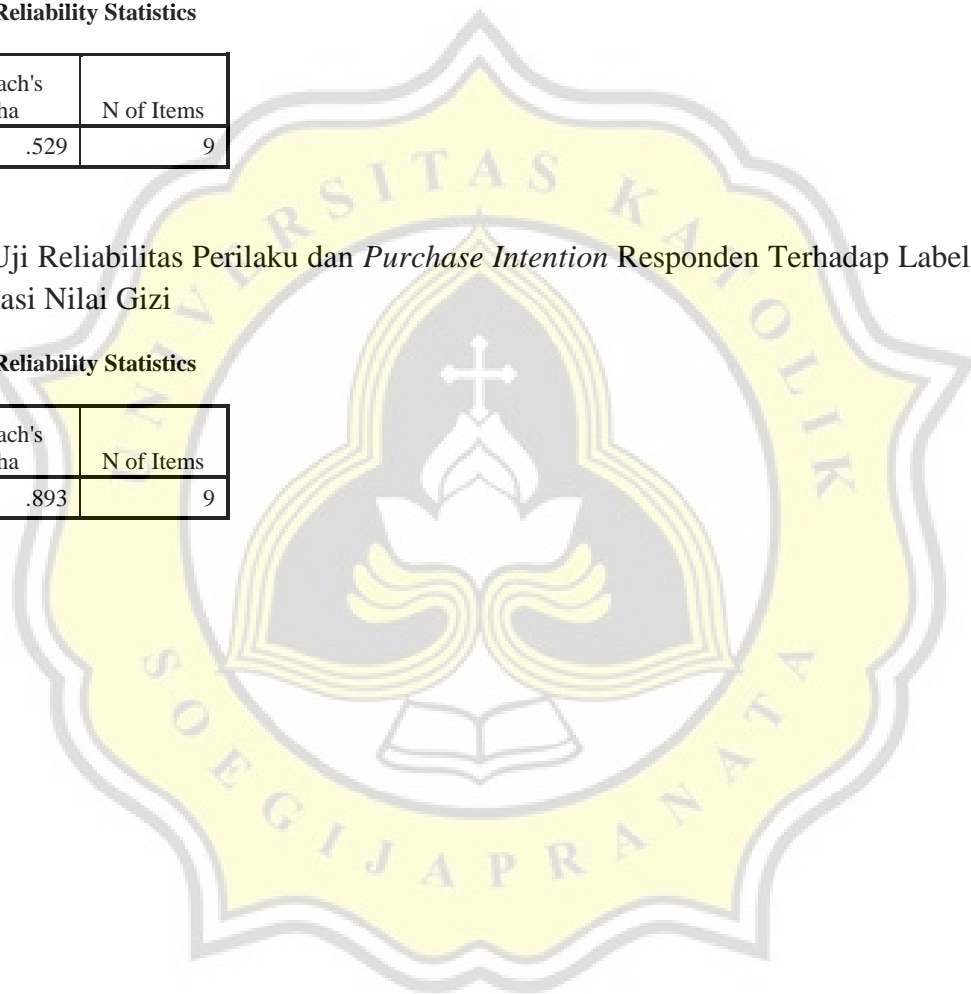 Reliability Statistics
ach's
ha N of Items
.529 9
Uji Reliabilitas Perilaku dan Purchase Intention Responden Terhadap Label
asi Nilai Gizi
Reliability Statistics
ach's
ha N of Items
.893 9
UNIVERSITAS KATOLIK
SOEGIJAPRANATA